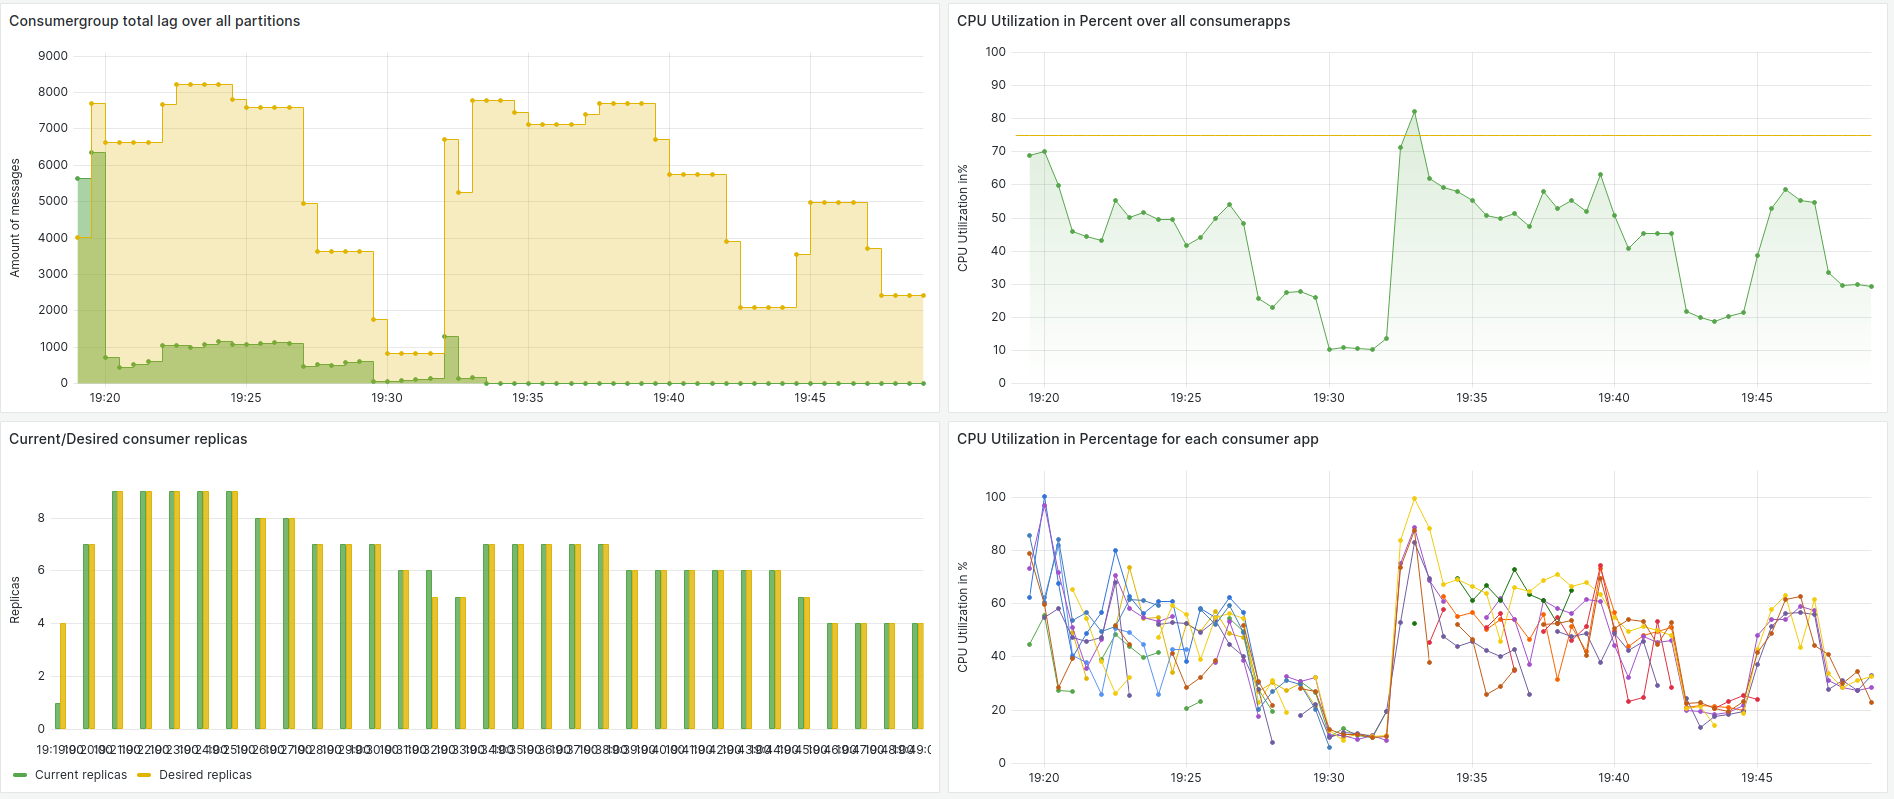 Consumergroup total lag over all partitions
Amount of messages
9000
8000
7000
6000
5000
4000
3000
2000
1000
0
19:20 19:25 19:30 19:35 19:40 19:45
CPU Utilization in Percent over all consumerapps
CPU Utilization in%
100
90
80
70
60
50
40
30
20
10
0
19:20 19:25 19:30 19:35 19:40 19:45
Current/Desired consumer replicas
Replicas
8
6
4
2
0
Current replicas Desired replicas
CPU Utilization in Percentage for each consumer app
CPU Utilization in %
100
80
60
40
20
0
19:20 19:25 19:30 19:35 19:40 19:45